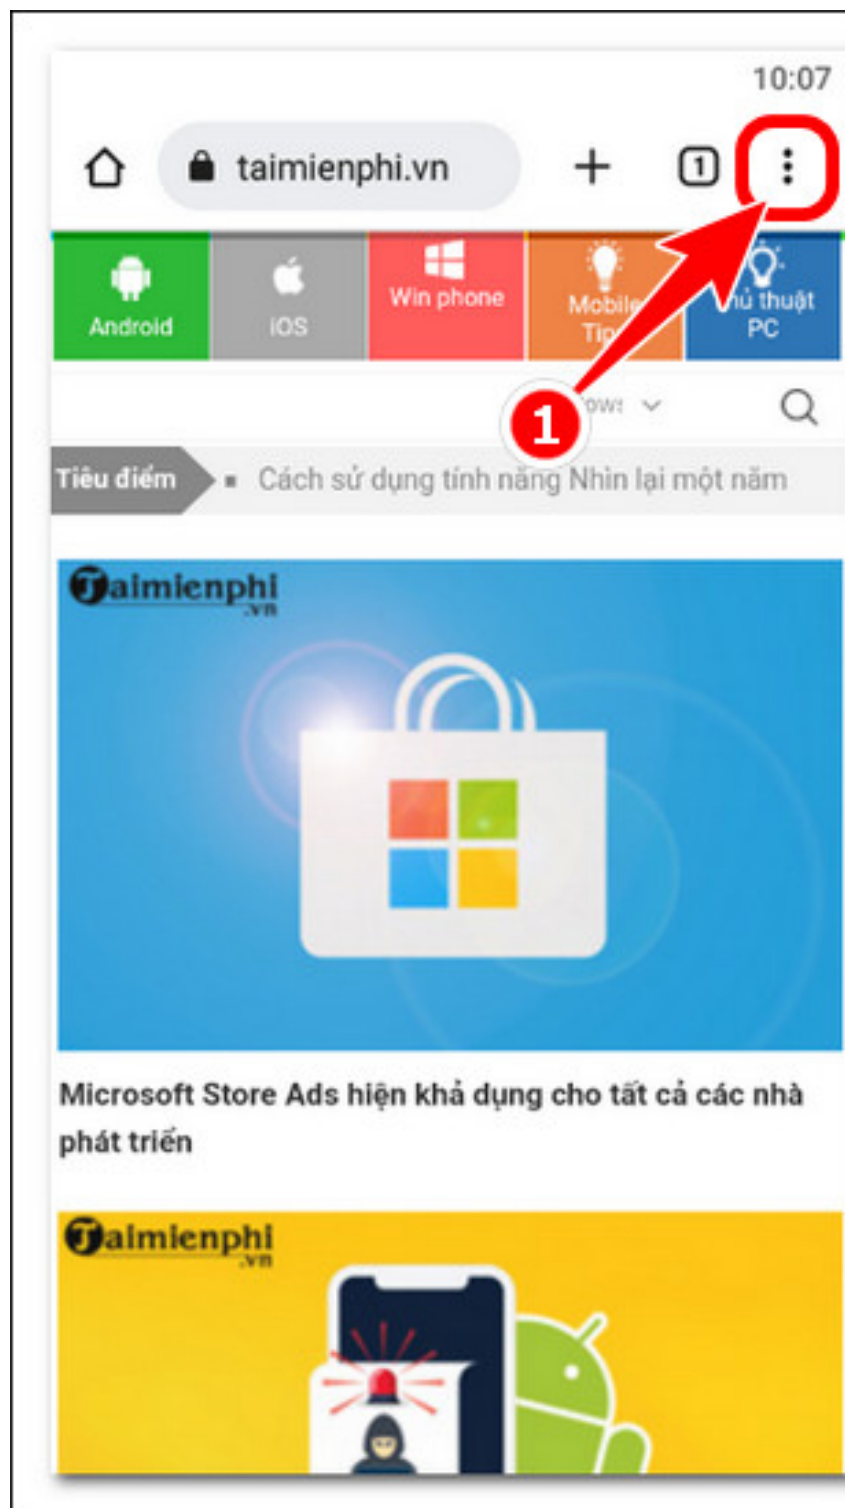 10:07
taimienphi.vn
1
Android
iOS
Win phone
Mobile
PC
thuật
1
Tiêu điểm
Cách sử dụng tính năng Nhìn lại một năm
Taimienphi
.vn
Microsoft Store Ads hiện khả dụng cho tất cả các nhà
phát triển
Taimienphi
.vn